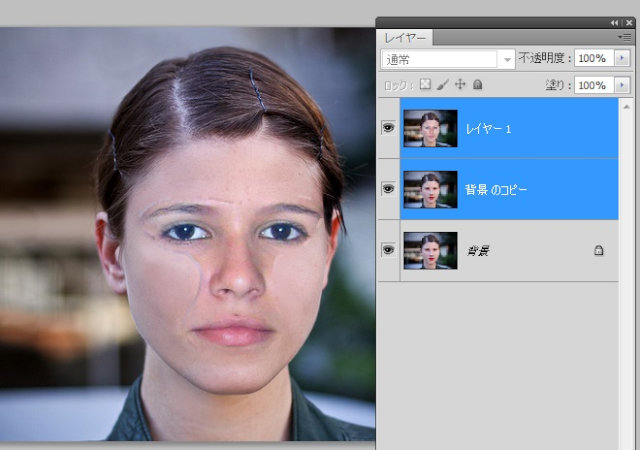 レイヤー
通常
不透明度： 100%
ロック：
塗り： 100%
レイヤー 1
背景 のコピー
背景